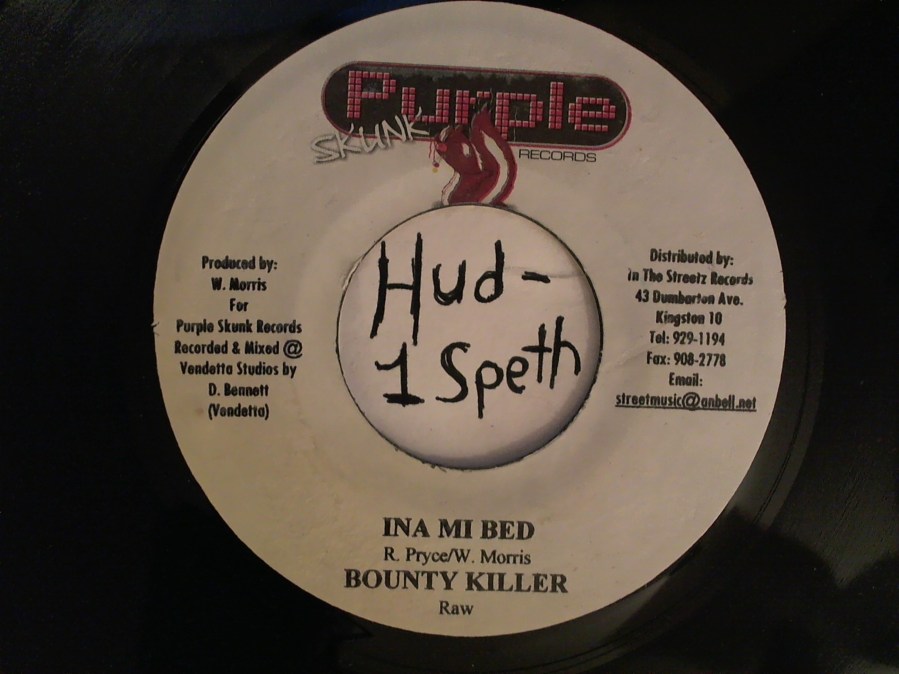 Purple
SKUNK
RECORDS
Produced by:
W. Morris
For
Purple Skunk Records
Recorded & Mixed @
Vendetta Studios by
D. Bennett
(Vendetta)
Hud-
1Speth
Distributed by:
In The Streetz Records
43 Dumbarton Ave.
Kingston 10
Tel: 929-1194
Fax: 908-2778
Email:
streetmusic@anbell.net
INA MI BED
R. Pryce/W. Morris
BOUNTY KILLER
Raw